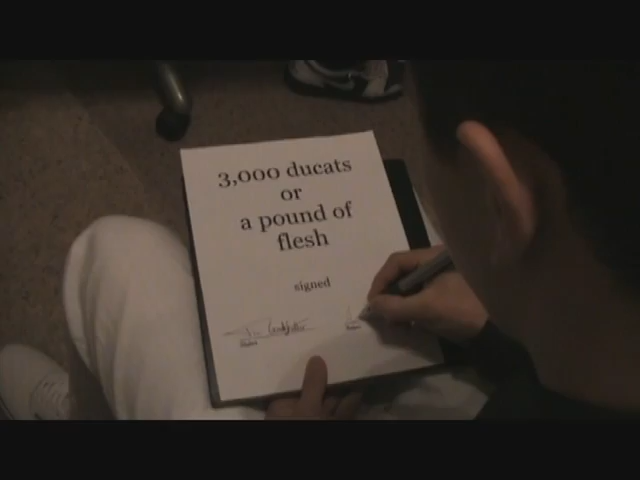 3,000 ducats
or
a pound of
flesh
signed